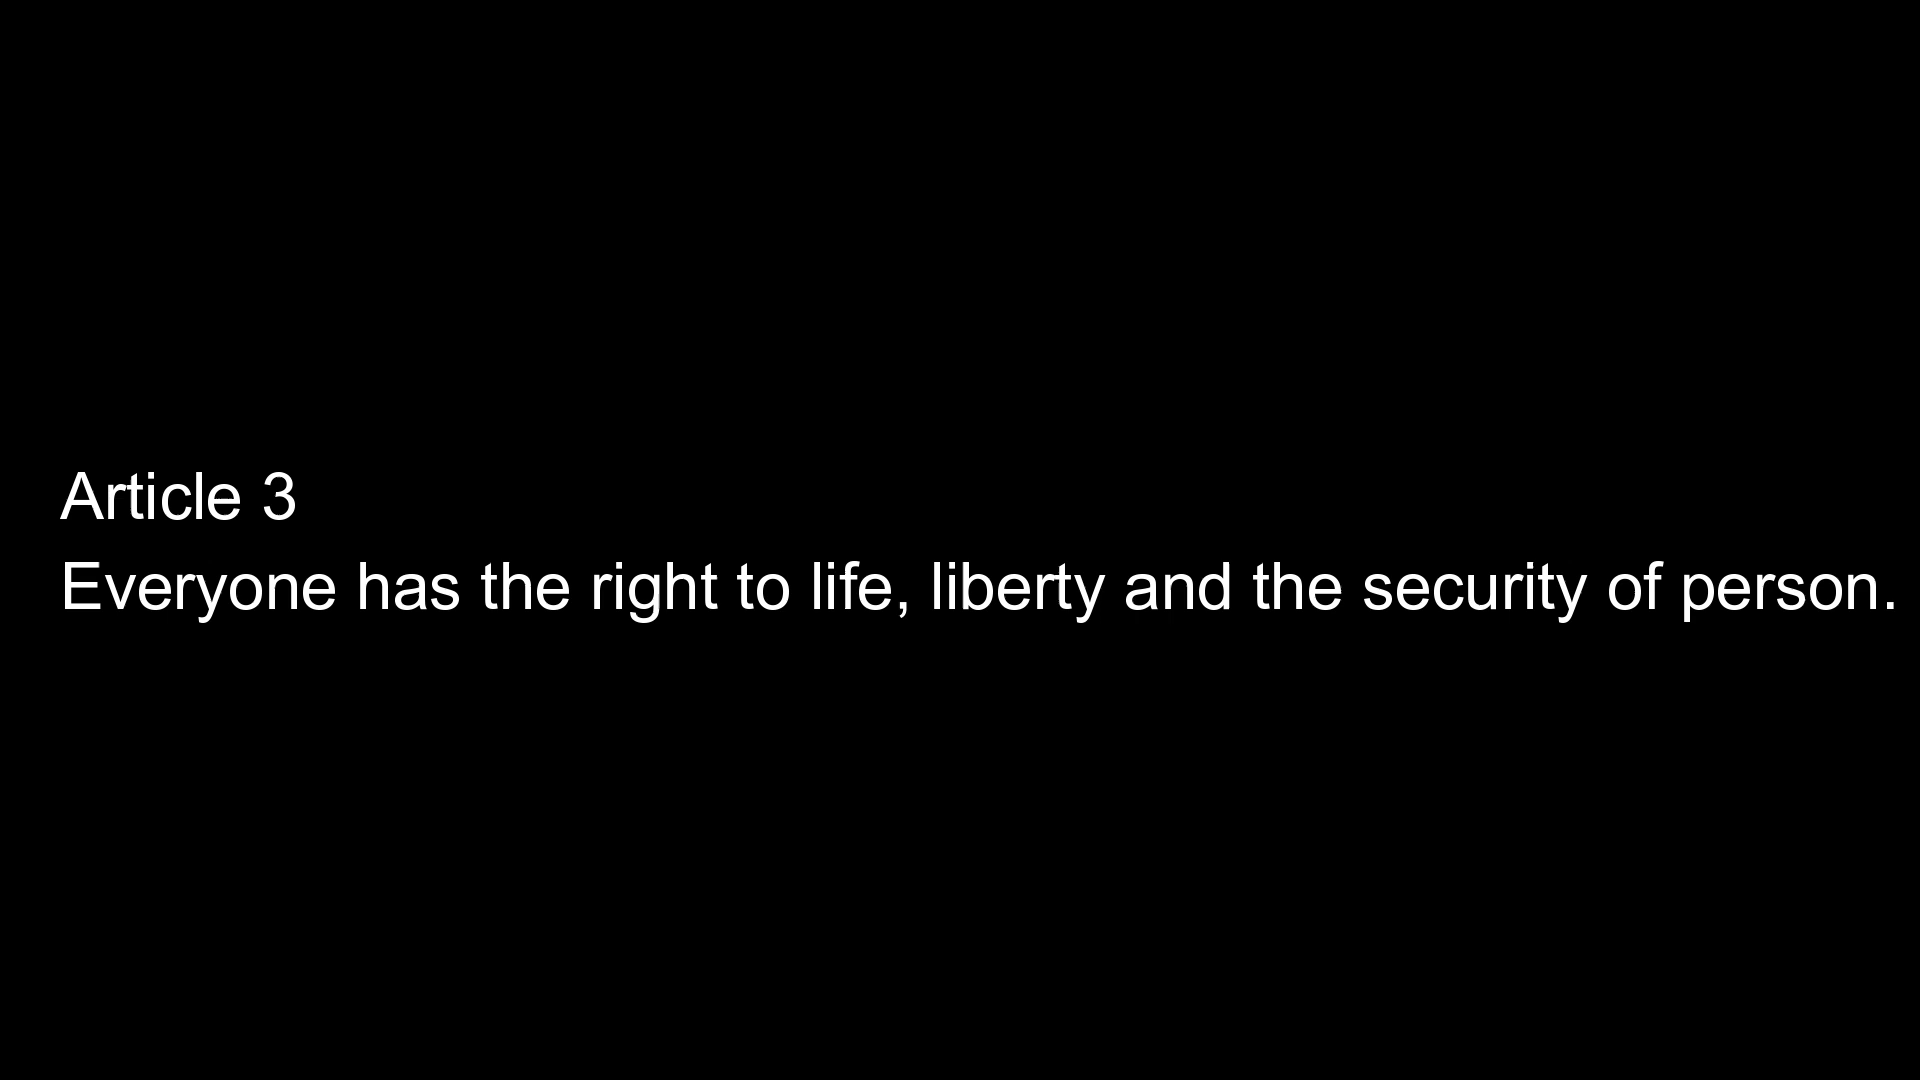 Article 3
Everyone has the right to life, liberty and the security of person.